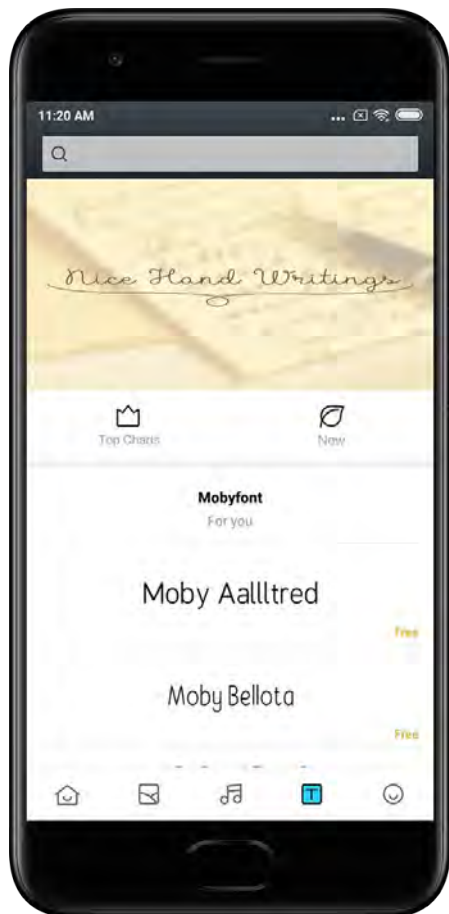 11:20 AM
Nice Hand Writings
Top Charts
New
Mobyfont
For you
Moby Aallltred
Free
Moby Bellota
Free
T